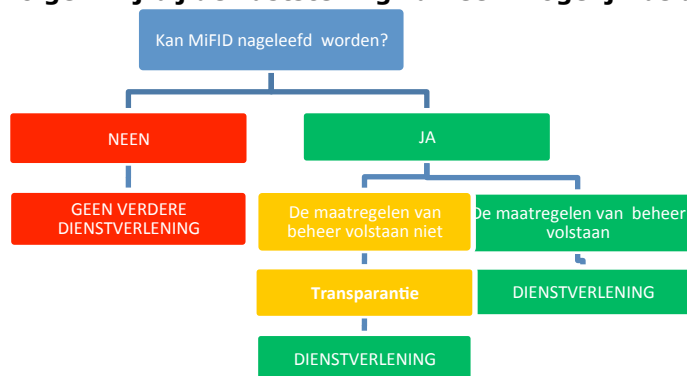 Kan MiFID nageleefd worden?
NEEN
JA
GEEN VERDERE
DIENSTVERLENING
De maatregelen van
beheer volstaan niet
De maatregelen van beheer
volstaan
Transparantie
DIENSTVERLENING
DIENSTVERLENING